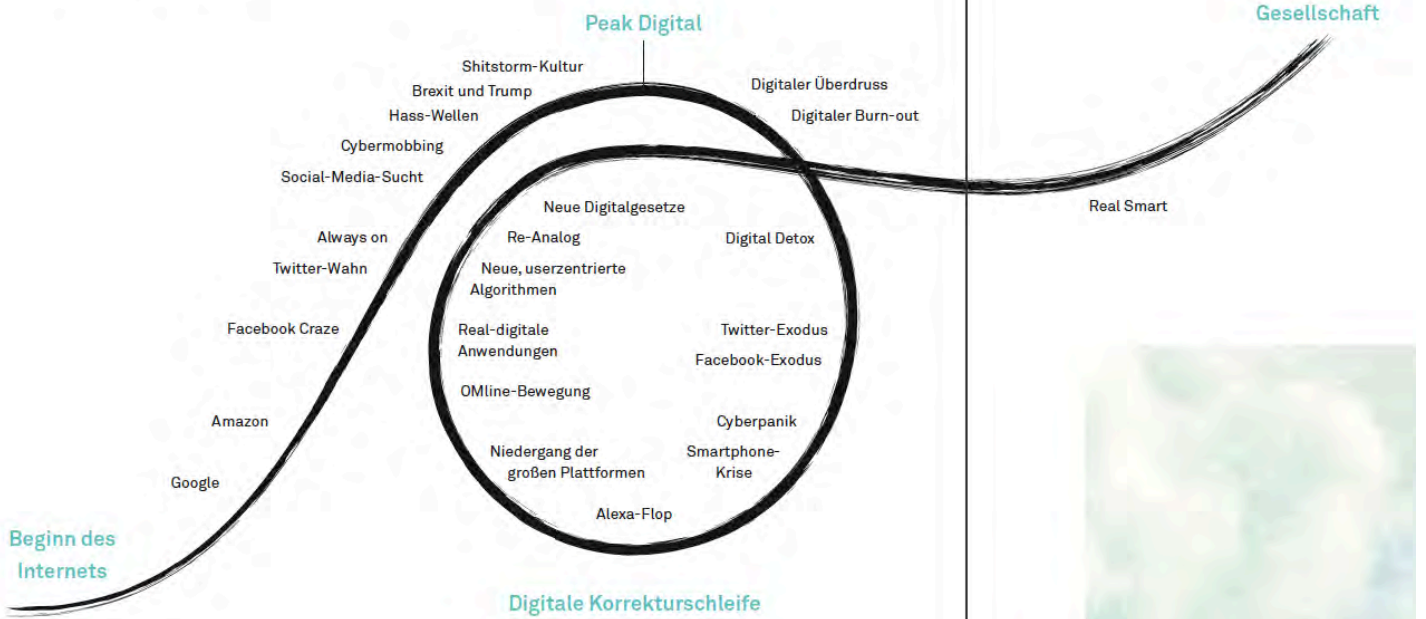 Peak Digital
Gesellschaft
Shitstorm-Kultur
Brexit und Trump
Hass-Wellen
Cybermobbing
Social-Media-Sucht
Always on
Twitter-Wahn
Facebook Craze
Amazon
Google
Beginn des
Internets
Digitaler Überdruss
Digitaler Burn-out
Digital Detox
Twitter-Exodus
Facebook-Exodus
Cyberpanik
Smartphone-
Krise
Alexa-Flop
Niedergang der
großen Plattformen
OMline-Bewegung
Real-digitale
Anwendungen
Neue, userzentrierte
Algorithmen
Re-Analog
Neue Digitalgesetze
Real Smart
Digitale Korrekturschleife